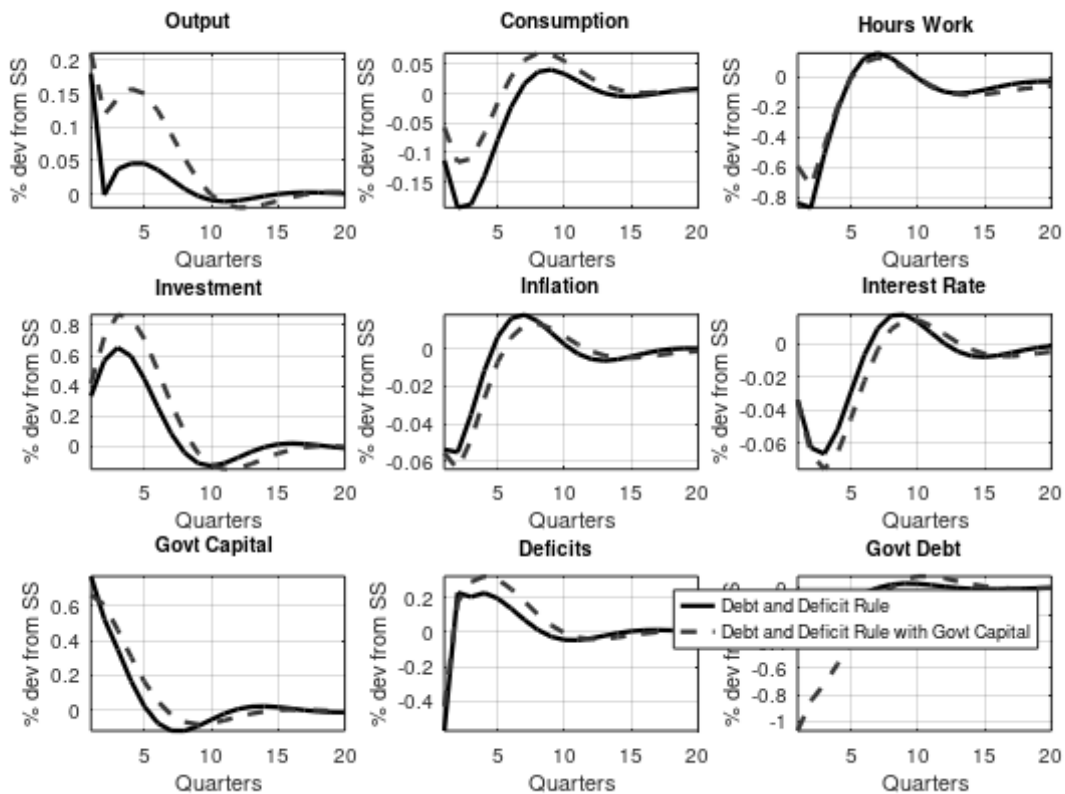 Output
% dev from SS
0.2
0.15
0.1
0.05
0
5
10
15
20
Quarters
Consumption
% dev from SS
0.05
0
-0.05
-0.1
-0.15
5
10
15
20
Quarters
Hours Work
% dev from SS
0
-0.2
-0.4
-0.6
-0.8
5
10
15
20
Quarters
Investment
% dev from SS
0.8
0.6
0.4
0.2
0
5
10
15
20
Quarters
Inflation
% dev from SS
0
-0.02
-0.04
-0.06
5
10
15
20
Quarters
Interest Rate
% dev from SS
0
-0.02
-0.04
-0.06
5
10
15
20
Quarters
Govt Capital
% dev from SS
0.6
0.4
0.2
0
5
10
15
20
Quarters
Deficits
% dev from SS
0.2
0
-0.2
-0.4
5
10
15
20
Quarters
Govt Debt
% dev from SS
-0.6
-0.8
-1
5
10
15
20
Quarters
Debt and Deficit Rule
Debt and Deficit Rule with Govt Capital